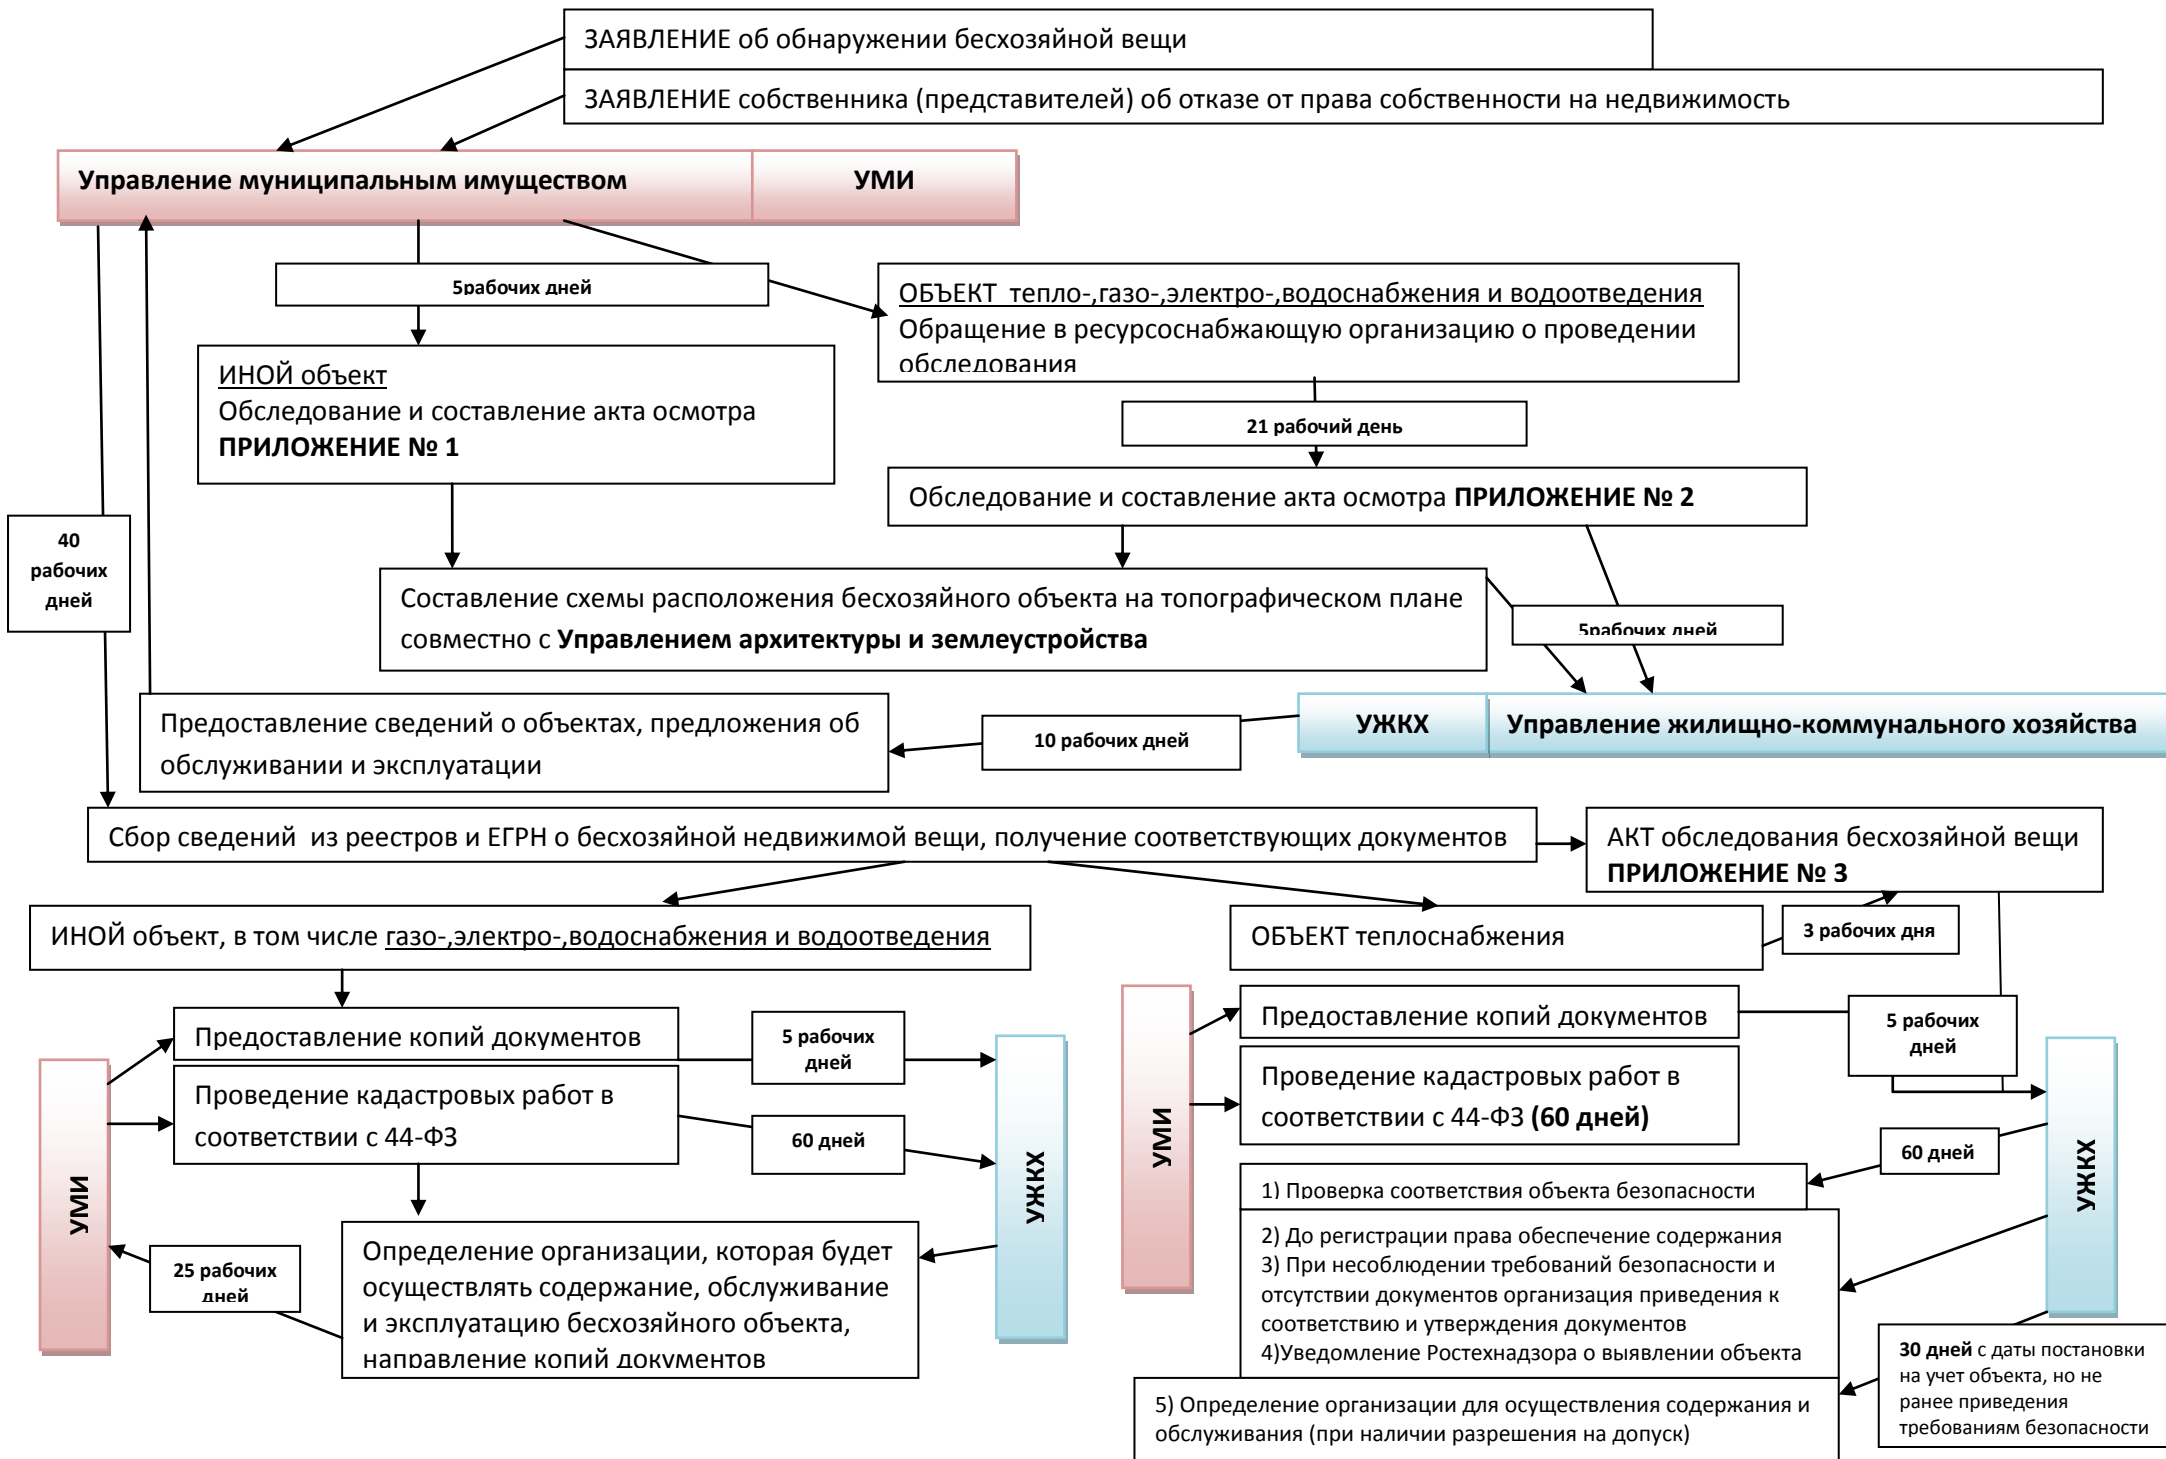 ЗАЯВЛЕНИЕ об обнаружении бесхозяйной вещи
ЗАЯВЛЕНИЕ собственника (представителей) об отказе от права собственности на недвижимость
Управление муниципальным имуществом
УМИ
5рабочих дней
ОБЪЕКТ тепло-,газо-,электро-,водоснабжения и водоотведения
Обращение в ресурсоснабжающую организацию о проведении
обследования
ИНОЙ объект
Обследование и составление акта осмотра
ПРИЛОЖЕНИЕ № 1
21 рабочий день
Обследование и составление акта осмотра ПРИЛОЖЕНИЕ № 2
40
рабочих
дней
Составление схемы расположения бесхозяйного объекта на топографическом плане
совместно с Управлением архитектуры и землеустройства
5рабочих дней
Предоставление сведений о объектах, предложения об
обслуживании и эксплуатации
10 рабочих дней
УЖКХ
Управление жилищно-коммунального хозяйства
Сбор сведений из реестров и ЕГРН о бесхозяйной недвижимой вещи, получение соответствующих документов
АКТ обследования бесхозяйной вещи
ПРИЛОЖЕНИЕ № 3
ИНОЙ объект, в том числе газо-,электро-,водоснабжения и водоотведения
ОБЪЕКТ теплоснабжения
3 рабочих дня
УМИ
Предоставление копий документов
5 рабочих
дней
Проведение кадастровых работ в
соответствии с 44-ФЗ
60 дней
УЖКХ
25 рабочих
дней
Определение организации, которая будет
осуществлять содержание, обслуживание
и эксплуатацию бесхозяйного объекта,
направление копий документов
УМИ
Предоставление копий документов
5 рабочих
дней
Проведение кадастровых работ в
соответствии с 44-ФЗ (60 дней)
60 дней
УЖКХ
1) Проверка соответствия объекта безопасности
2) До регистрации права обеспечение содержания
3) При несоблюдении требований безопасности и
отсутствии документов организация приведения к
соответствию и утверждения документов
4)Уведомление Ростехнадзора о выявлении объекта
5) Определение организации для осуществления содержания и
обслуживания (при наличии разрешения на допуск)
30 дней с даты постановки
на учет объекта, но не
ранее приведения
требованиям безопасности